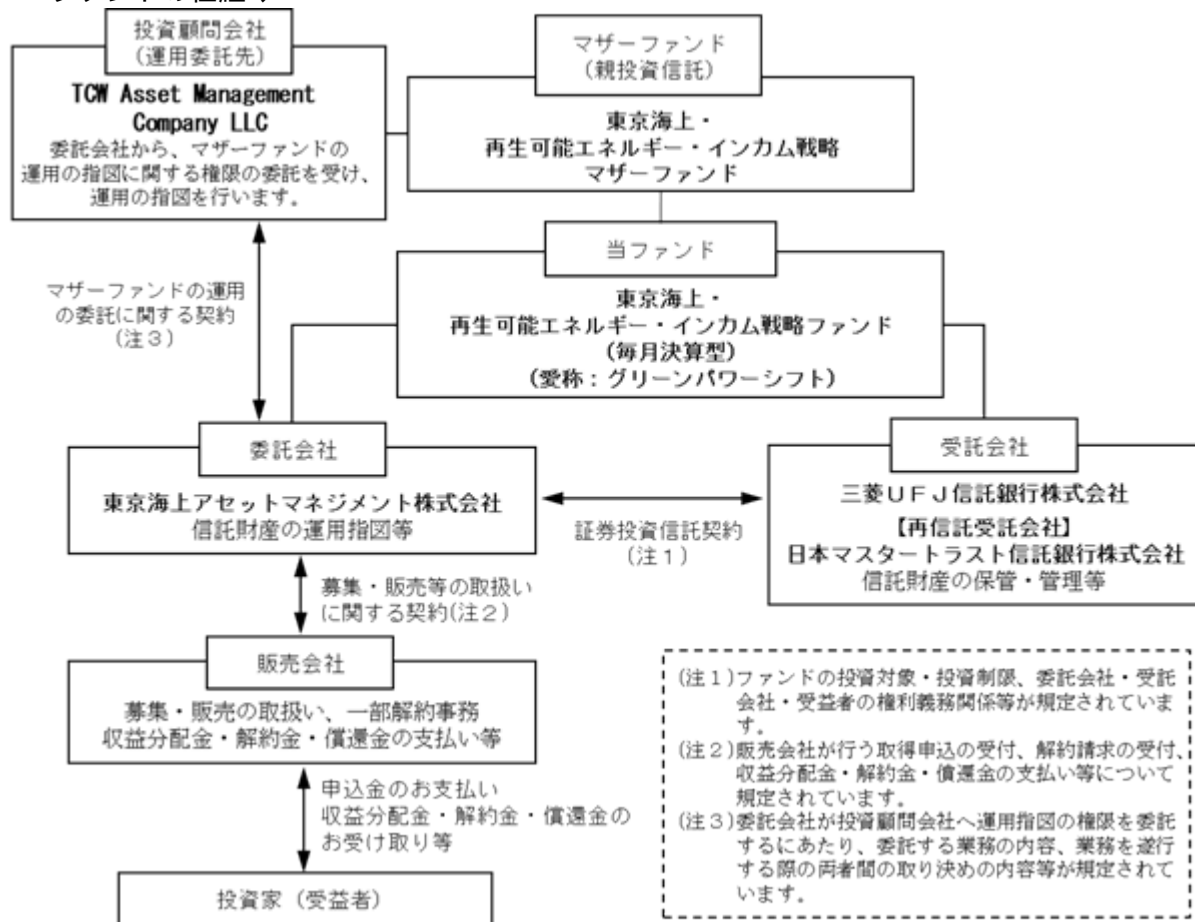 投資顧問会社
(運用委託先)
TCW Asset Management
Company LLC
委託会社から、マザーファンドの
運用の指図に関する権限の委託を受け、
運用の指図を行います。
マザーファンド
(親投資信託)
東京海上・
再生可能エネルギー・インカム戦略
マザーファンド
当ファンド
東京海上・
再生可能エネルギー・インカム戦略ファンド
(毎月決算型)
(愛称：グリーンパワーシフト)
マザーファンドの運用
の委託に関する契約
(注３)
委託会社
東京海上アセットマネジメント株式会社
信託財産の運用指図等
証券投資信託契約
(注１)
受託会社
三菱ＵＦＪ信託銀行株式会社
【再信託受託会社】
日本マスタートラスト信託銀行株式会社
信託財産の保管・管理等
募集・販売等の取扱い
に関する契約(注２)
販売会社
募集・販売の取扱い、一部解約事務
収益分配金・解約金・償還金の支払い等
申込金のお支払い
収益分配金・解約金・償還金の
お受け取り等
投資家（受益者）
(注１)ファンドの投資対象・投資制限、委託会社・受託
会社・受益者の権利義務関係等が規定されていま
す。
(注２)販売会社が行う取得申込の受付、解約請求の受付、
収益分配金・解約金・償還金の支払い等について
規定されています。
(注３)委託会社が投資顧問会社へ運用指図の権限を委託
するにあたり、委託する業務の内容、業務を遂行
する際の両者間の取り決めの内容等が規定されて
います。